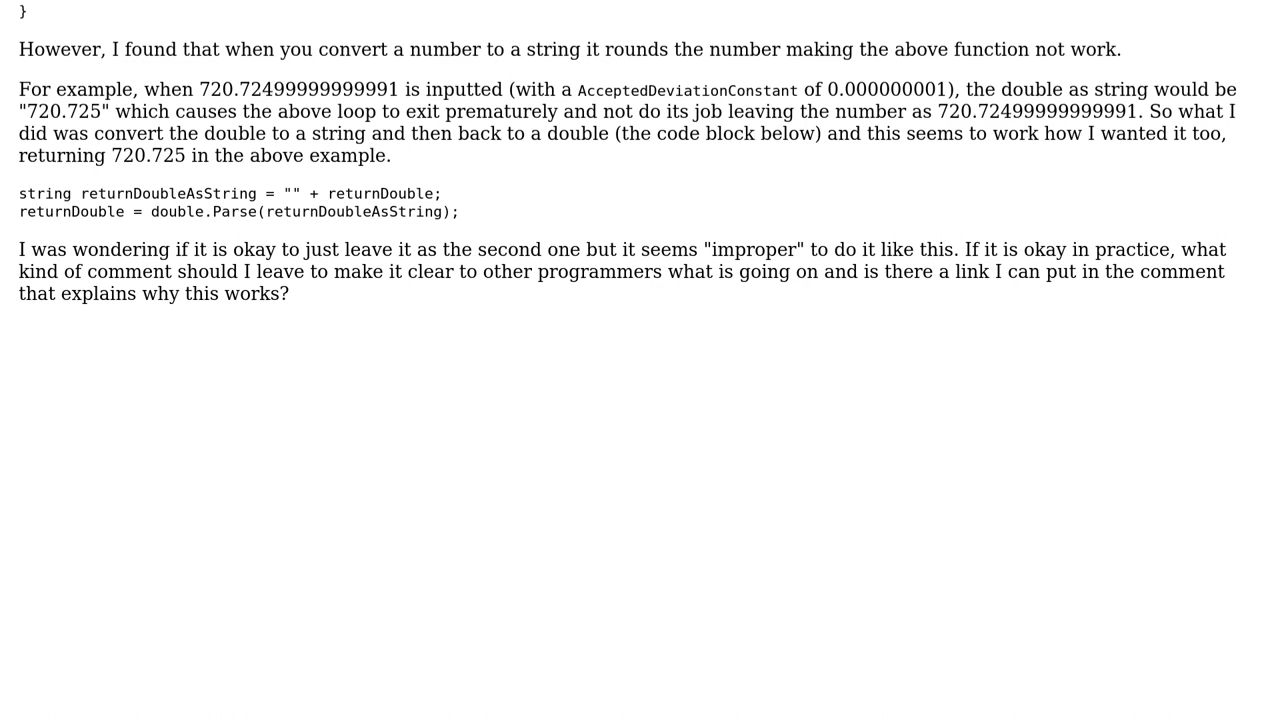 }
However, I found that when you convert a number to a string it rounds the number making the above function not work.
For example, when 720.72499999999991 is inputted (with a AcceptedDeviationConstant of 0.000000001), the double as string would be
"720.725" which causes the above loop to exit prematurely and not do its job leaving the number as 720.72499999999991. So what I
did was convert the double to a string and then back to a double (the code block below) and this seems to work how I wanted it too,
returning 720.725 in the above example.
string returnDoubleAsString = "" + returnDouble;
returnDouble = double.Parse(returnDoubleAsString);
I was wondering if it is okay to just leave it as the second one but it seems "improper" to do it like this. If it is okay in practice, what
kind of comment should I leave to make it clear to other programmers what is going on and is there a link I can put in the comment
that explains why this works?